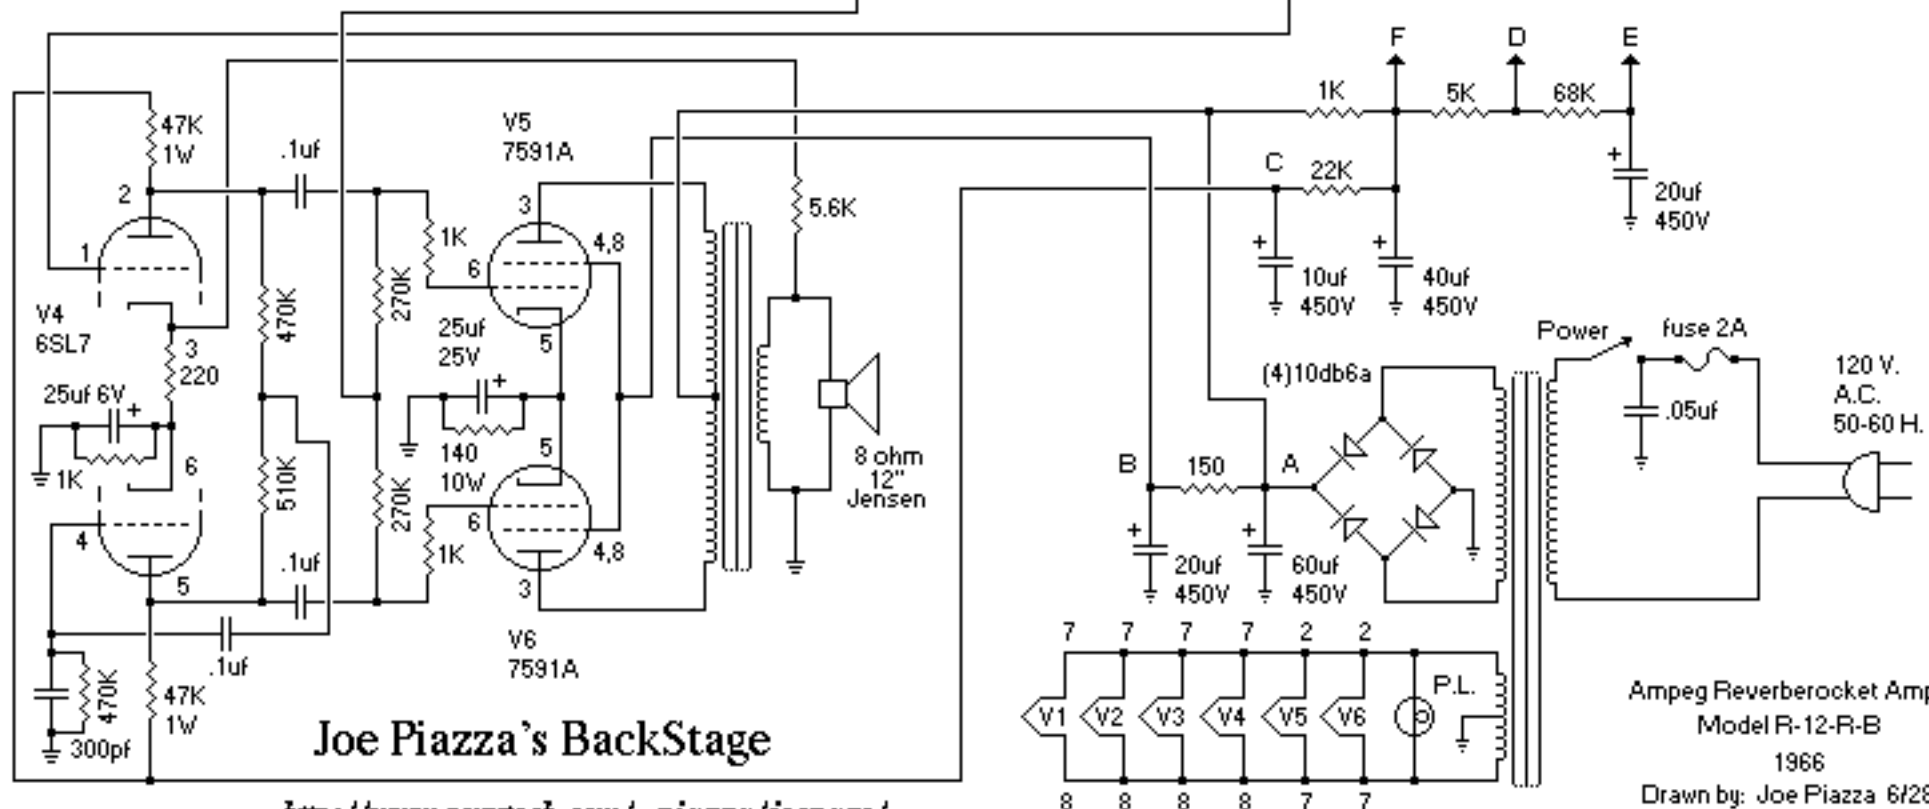 F D E
1K 5K 68K
47K
1W
.1uf
V5
7591A
2
3
C 22K
+
20uf
450V
5.6K
1
1K
4,8
6
+ +
10uf
450V
40uf
450V
V4
6SL7
3
220
470K
270K
25uf
25V
5
Power fuse 2A
25uf 6V
+
+
(4)10db6a
.05uf
120 V.
A.C.
50-60 H.
1K
6
510K
270K
140
10W
5
8 ohm
12"
Jensen
B 150 A
4
6
4,8
1K
+ +
20uf
450V
60uf
450V
5
.1uf
3
.1uf
V6
7591A
7 7 7 7 2 2
470K
300pf
47K
1W
V1 V2 V3 V4 V5 V6
P.L.
8 8 8 8 7 7
Joe Piazza's BackStage
Ampeg Reverberocket Amp
Model R-12-R-B
1966
Drawn by: Joe Piazza 6/28